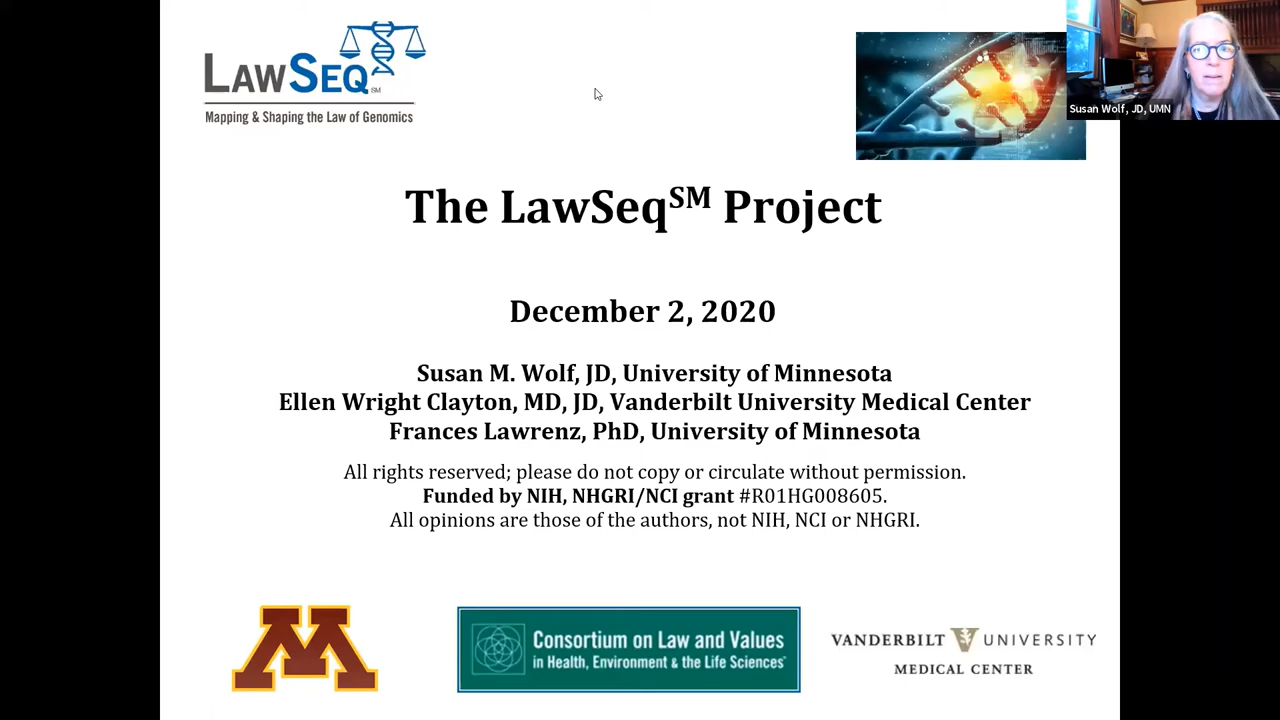 LAWSEQ SM
Mapping & Shaping the Law of Genomics
Susan Wolf, JD, UMN
The LawSeqSM Project
December 2, 2020
Susan M. Wolf, JD, University of Minnesota
Ellen Wright Clayton, MD, JD, Vanderbilt University Medical Center
Frances Lawrenz, PhD, University of Minnesota
All rights reserved; please do not copy or circulate without permission.
Funded by NIH, NHGRI/NCI grant #R01HG008605.
All opinions are those of the authors, not NIH, NCI or NHGRI.
M
Consortium on Law and Values
in Health, Environment & the Life Sciences
VANDERBILT UNIVERSITY
MEDICAL CENTER